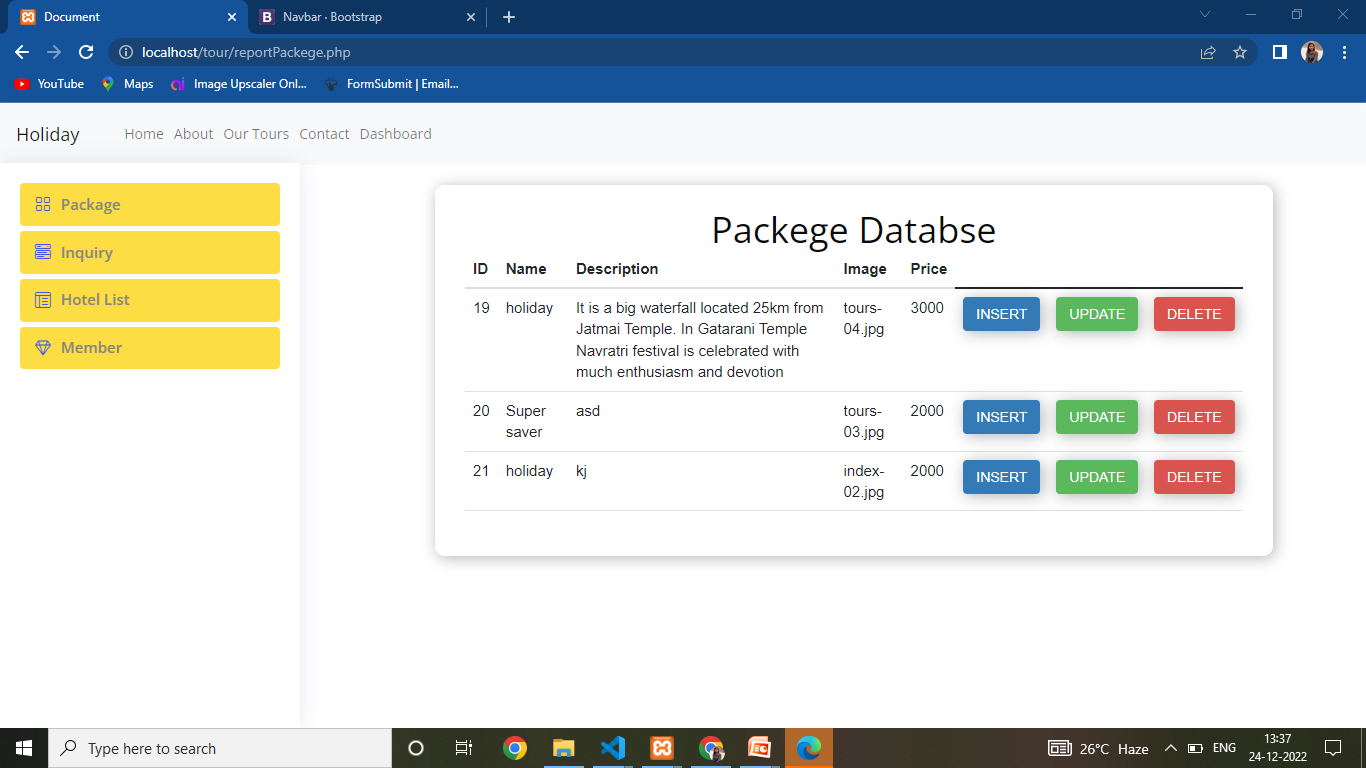 Document
Navbar · Bootstrap
localhost/tour/reportPackege.php
YouTube
Maps
Image Upscaler Onl...
FormSubmit | Email...
Holiday
Home
About
Our Tours
Contact
Dashboard
Package
Inquiry
Hotel List
Member
Packege Databse
ID Name Description Image Price
19 holiday It is a big waterfall located 25km from tours- 3000 INSERT UPDATE DELETE
Jatmai Temple. In Gatarani Temple 04.jpg
Navratri festival is celebrated with
much enthusiasm and devotion
20 Super asd tours- 2000 INSERT UPDATE DELETE
saver 03.jpg
21 holiday kj index- 2000 INSERT UPDATE DELETE
02.jpg
Type here to search
26°C Haze
ENG
13:37
24-12-2022